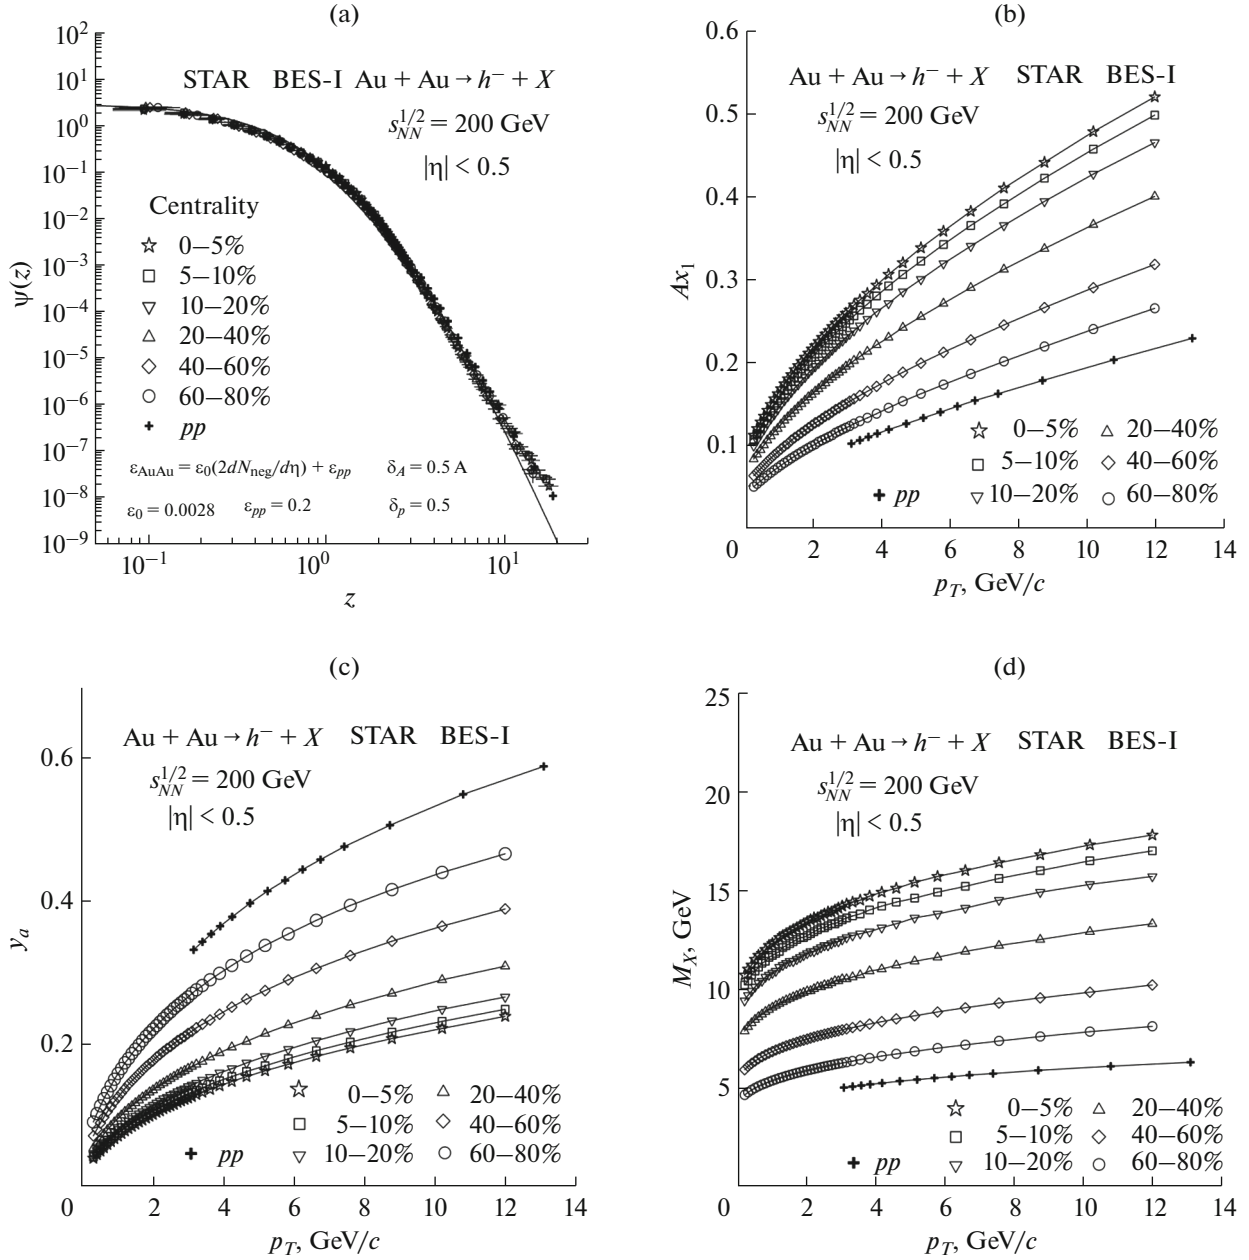 (a)
10^2
10^1
10^0
10^−1
10^−2
10^−3
10^−4
10^−5
10^−6
10^−7
10^−8
10^−9
ψ(z)
STAR BES-I Au + Au → h^− + X
s_NN^1/2 = 200 GeV
|η| < 0.5
Centrality
0−5%
5−10%
10−20%
20−40%
40−60%
60−80%
pp
ε_AuAu = ε_0(2dN_neg/dη) + ε_pp δ_A = 0.5 A
ε_0 = 0.0028 ε_pp = 0.2 δ_p = 0.5
10^−1 10^0 10^1
z
(b)
0.6
0.5
0.4
0.3
0.2
0.1
Ax_1
Au + Au → h^− + X STAR BES-I
s_NN^1/2 = 200 GeV
|η| < 0.5
0−5% 20−40%
5−10% 40−60%
pp 10−20% 60−80%
0 2 4 6 8 10 12 14
p_T, GeV/c
(c)
0.6
0.4
0.2
y_a
Au + Au → h^− + X STAR BES-I
s_NN^1/2 = 200 GeV
|η| < 0.5
0−5% 20−40%
5−10% 40−60%
pp 10−20% 60−80%
0 2 4 6 8 10 12 14
p_T, GeV/c
(d)
25
20
15
10
5
M_X, GeV
Au + Au → h^− + X STAR BES-I
s_NN^1/2 = 200 GeV
|η| < 0.5
0−5% 20−40%
5−10% 40−60%
pp 10−20% 60−80%
0 2 4 6 8 10 12 14
p_T, GeV/c